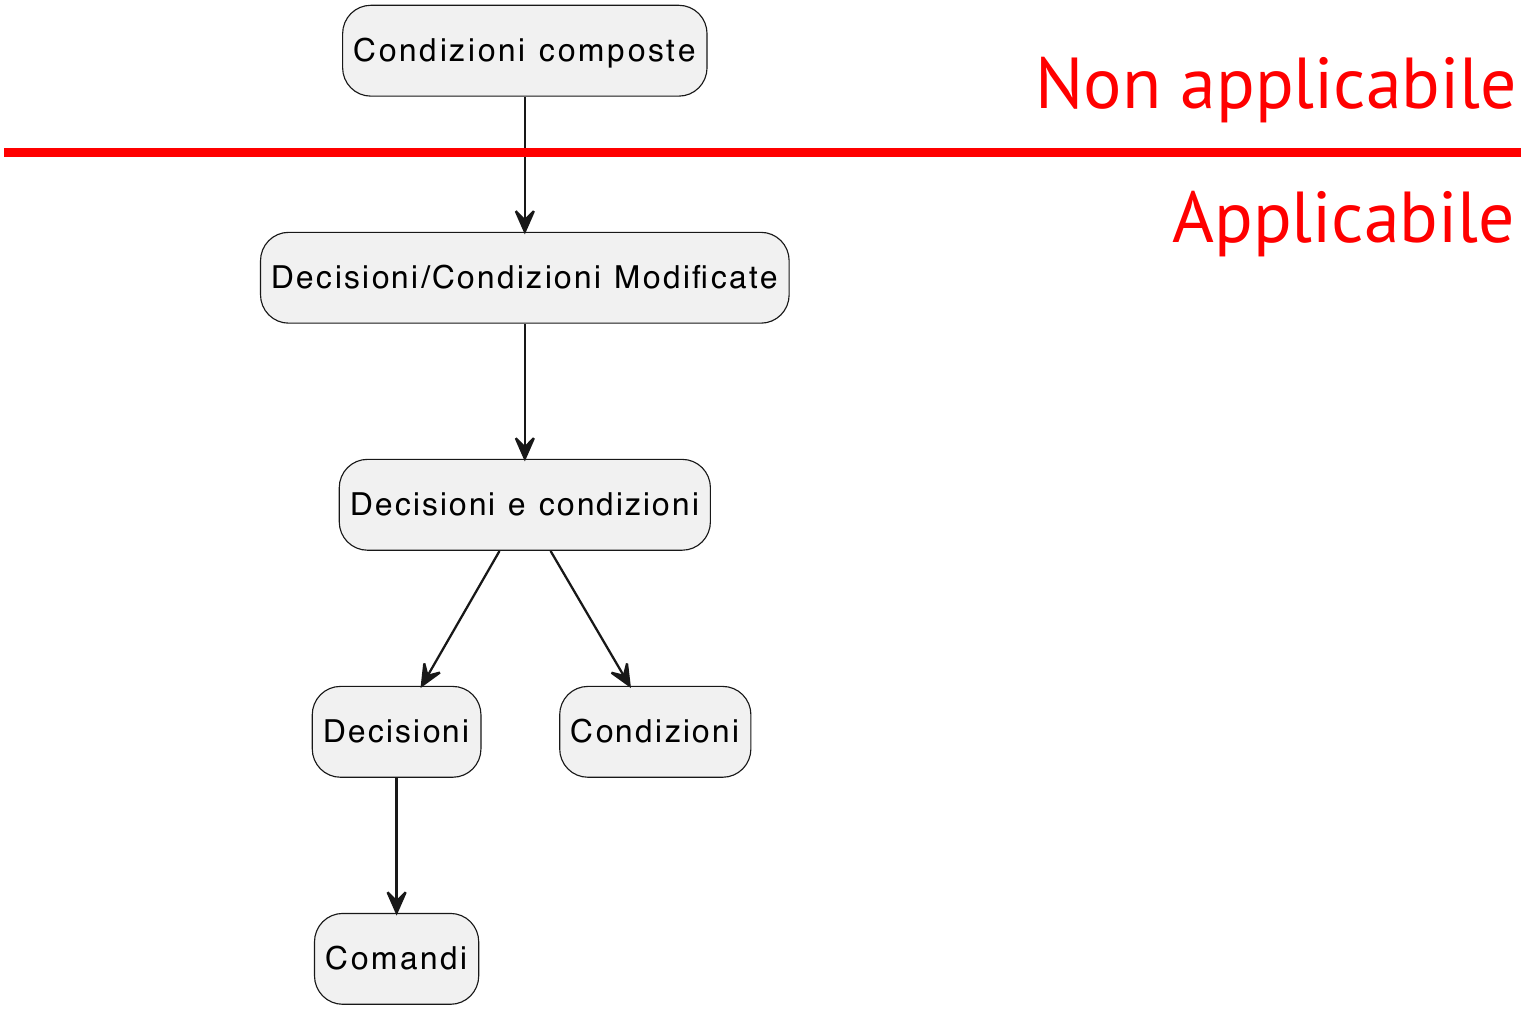 Condizioni composte
Non applicabile
Applicabile
Decisioni/Condizioni Modificate
Decisioni e condizioni
Decisioni
Condizioni
Comandi